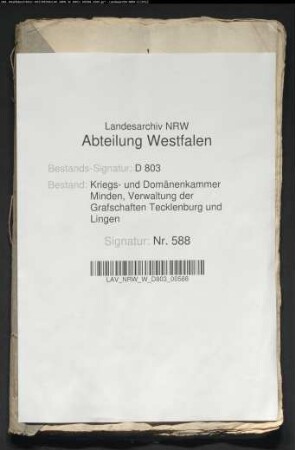 Landesarchiv NRW
Abteilung Westfalen
Bestands-Signatur: D 803
Bestand: Kriegs- und Domänenkammer
Minden, Verwaltung der
Grafschaften Tecklenburg und
Lingen
Signatur: Nr. 588
LAV_NRW_W_D803_00588